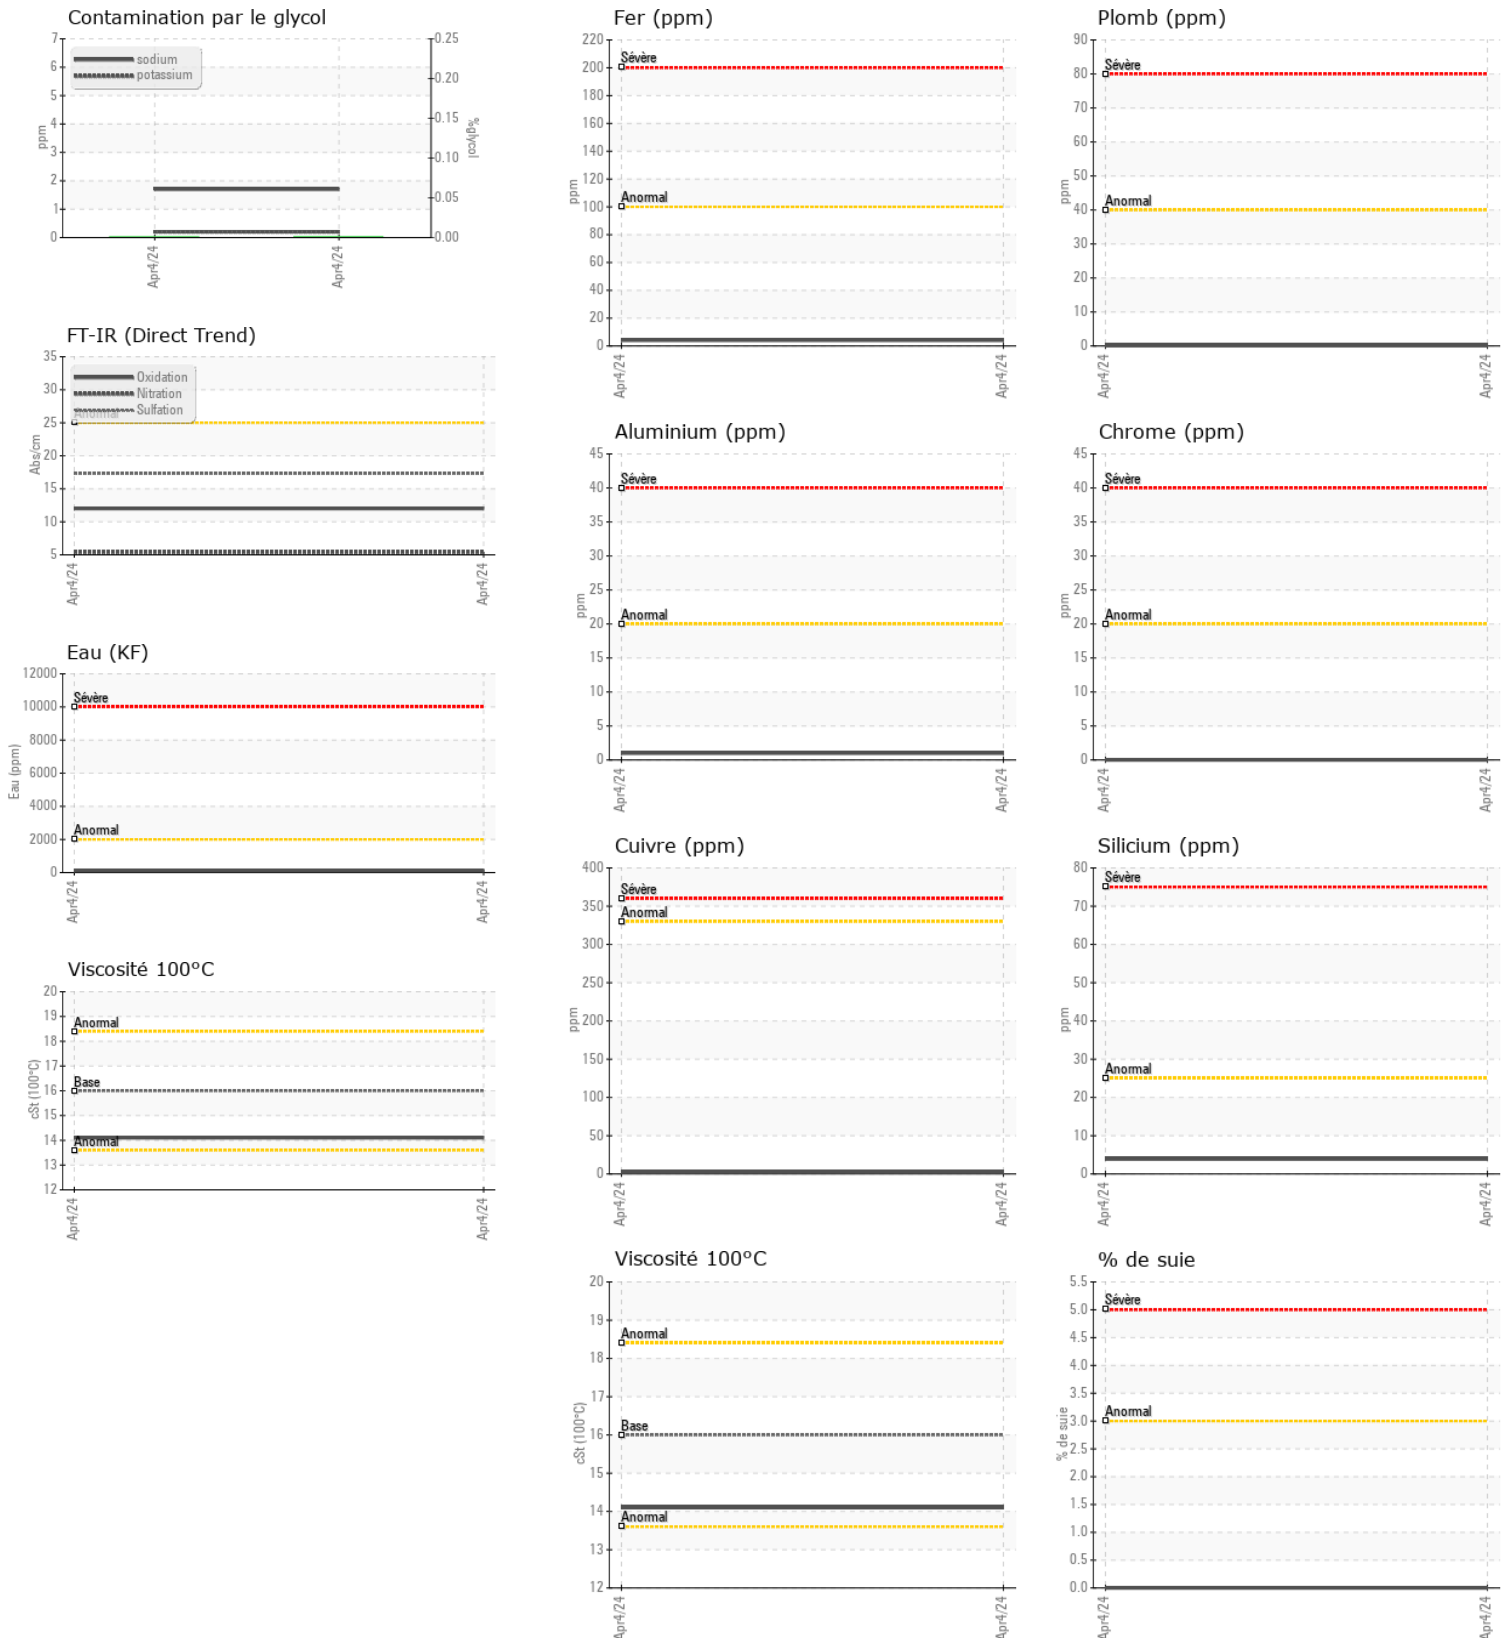 Contamination par le glycol
7
6
5
4
3
2
1
0
ppm
0.25
0.20
0.15
0.10
0.05
0.00
%glycol
sodium
potassium
Apr4/24
Apr4/24
FT-IR (Direct Trend)
35
30
25
20
15
10
5
Abs/cm
Oxidation
Nitration
Sulfation
Anormal
Apr4/24
Apr4/24
Eau (KF)
12000
10000
8000
6000
4000
2000
0
Eau (ppm)
Sévère
Anormal
Apr4/24
Apr4/24
Viscosité 100°C
20
19
18
17
16
15
14
13
12
cSt (100°C)
Anormal
Base
Anormal
Apr4/24
Apr4/24
Fer (ppm)
220
200
180
160
140
120
100
80
60
40
20
0
ppm
Sévère
Anormal
Apr4/24
Apr4/24
Plomb (ppm)
90
80
70
60
50
40
30
20
10
0
ppm
Sévère
Anormal
Apr4/24
Apr4/24
Aluminium (ppm)
45
40
35
30
25
20
15
10
5
0
ppm
Sévère
Anormal
Apr4/24
Apr4/24
Chrome (ppm)
45
40
35
30
25
20
15
10
5
0
ppm
Sévère
Anormal
Apr4/24
Apr4/24
Cuivre (ppm)
400
350
300
250
200
150
100
50
0
ppm
Sévère
Anormal
Apr4/24
Apr4/24
Silicium (ppm)
80
70
60
50
40
30
20
10
0
ppm
Sévère
Anormal
Apr4/24
Apr4/24
Viscosité 100°C
20
19
18
17
16
15
14
13
12
cSt (100°C)
Anormal
Base
Anormal
Apr4/24
Apr4/24
% de suie
5.5
5.0
4.5
4.0
3.5
3.0
2.5
2.0
1.5
1.0
0.5
0.0
% de suie
Sévère
Anormal
Apr4/24
Apr4/24